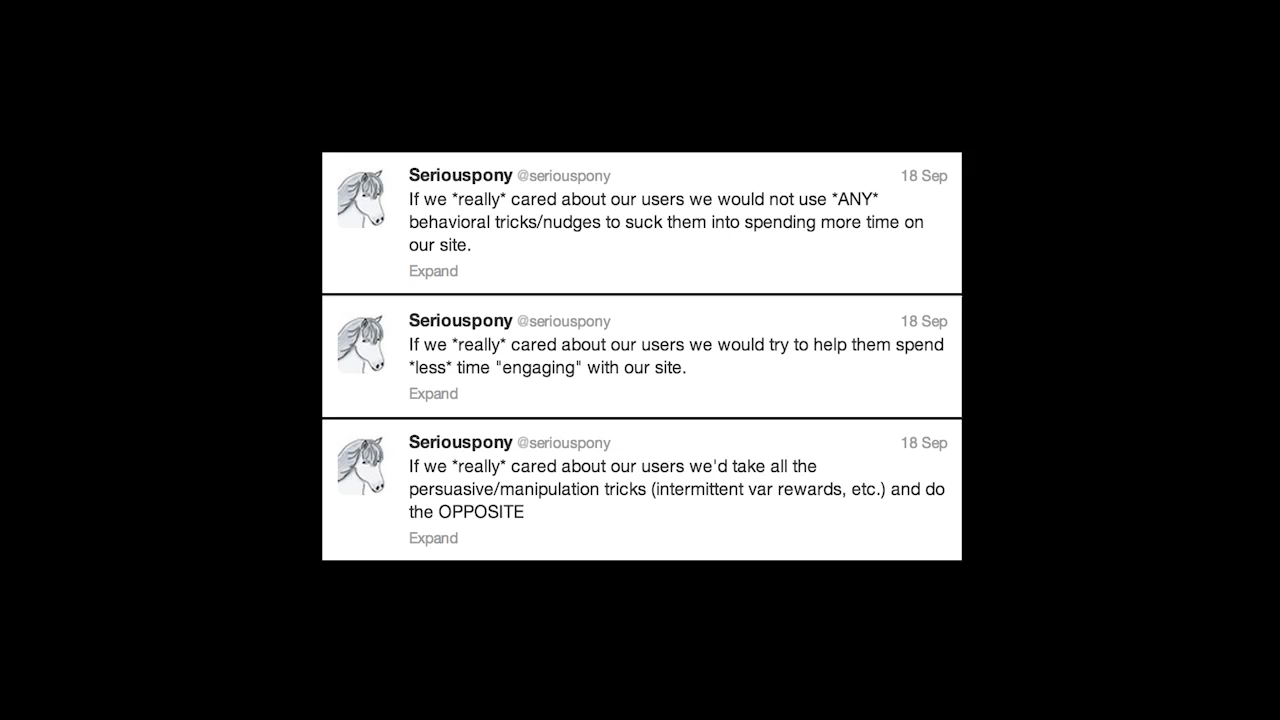 Seriouspony @seriouspony 18 Sep
If we *really* cared about our users we would not use *ANY*
behavioral tricks/nudges to suck them into spending more time on
our site.
Expand
Seriouspony @seriouspony 18 Sep
If we *really* cared about our users we would try to help them spend
*less* time "engaging" with our site.
Expand
Seriouspony @seriouspony 18 Sep
If we *really* cared about our users we'd take all the
persuasive/manipulation tricks (intermittent var rewards, etc.) and do
the OPPOSITE
Expand